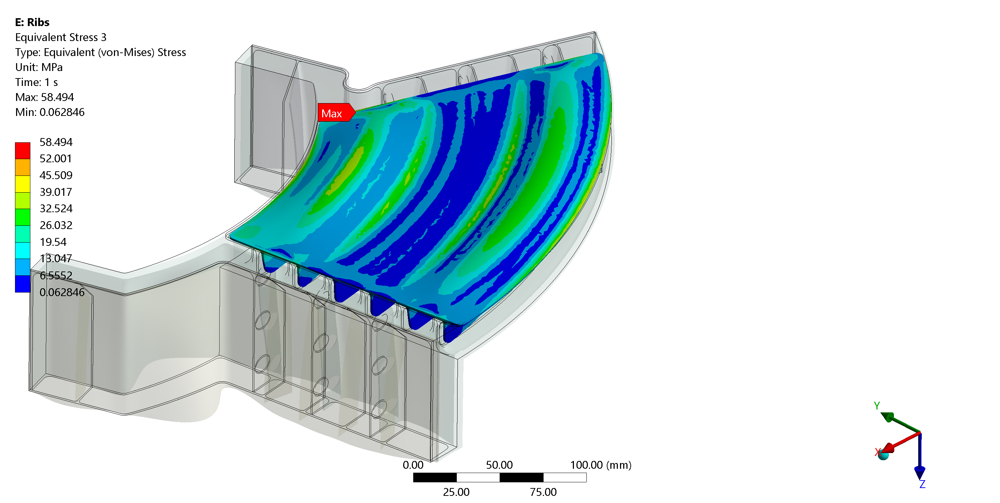 E: Ribs
Equivalent Stress 3
Type: Equivalent (von-Mises) Stress
Unit: MPa
Time: 1 s
Max: 58.494
Min: 0.062846
58.494
52.001
45.509
39.017
32.524
26.032
19.54
13.047
6.5552
0.062846
Max
0.00 50.00 100.00 (mm)
25.00 75.00
Y
X
Z